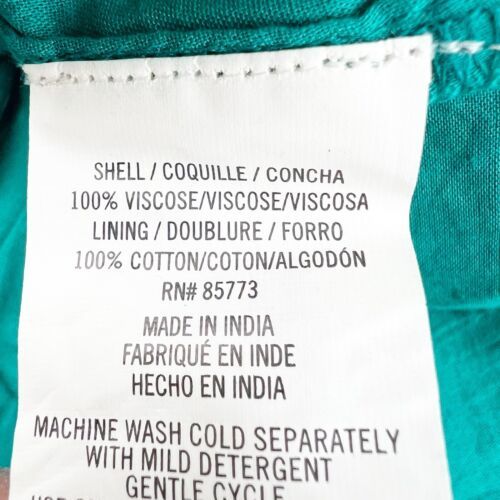 SHELL / COQUILLE / CONCHA
100% VISCOSE/VISCOSE/VISCOSA
LINING / DOUBLURE / FORRO
100% COTTON/COTON/ALGODÓN
RN# 85773
MADE IN INDIA
FABRIQUÉ EN INDE
HECHO EN INDIA
MACHINE WASH COLD SEPARATELY
WITH MILD DETERGENT
GENTLE CYCLE